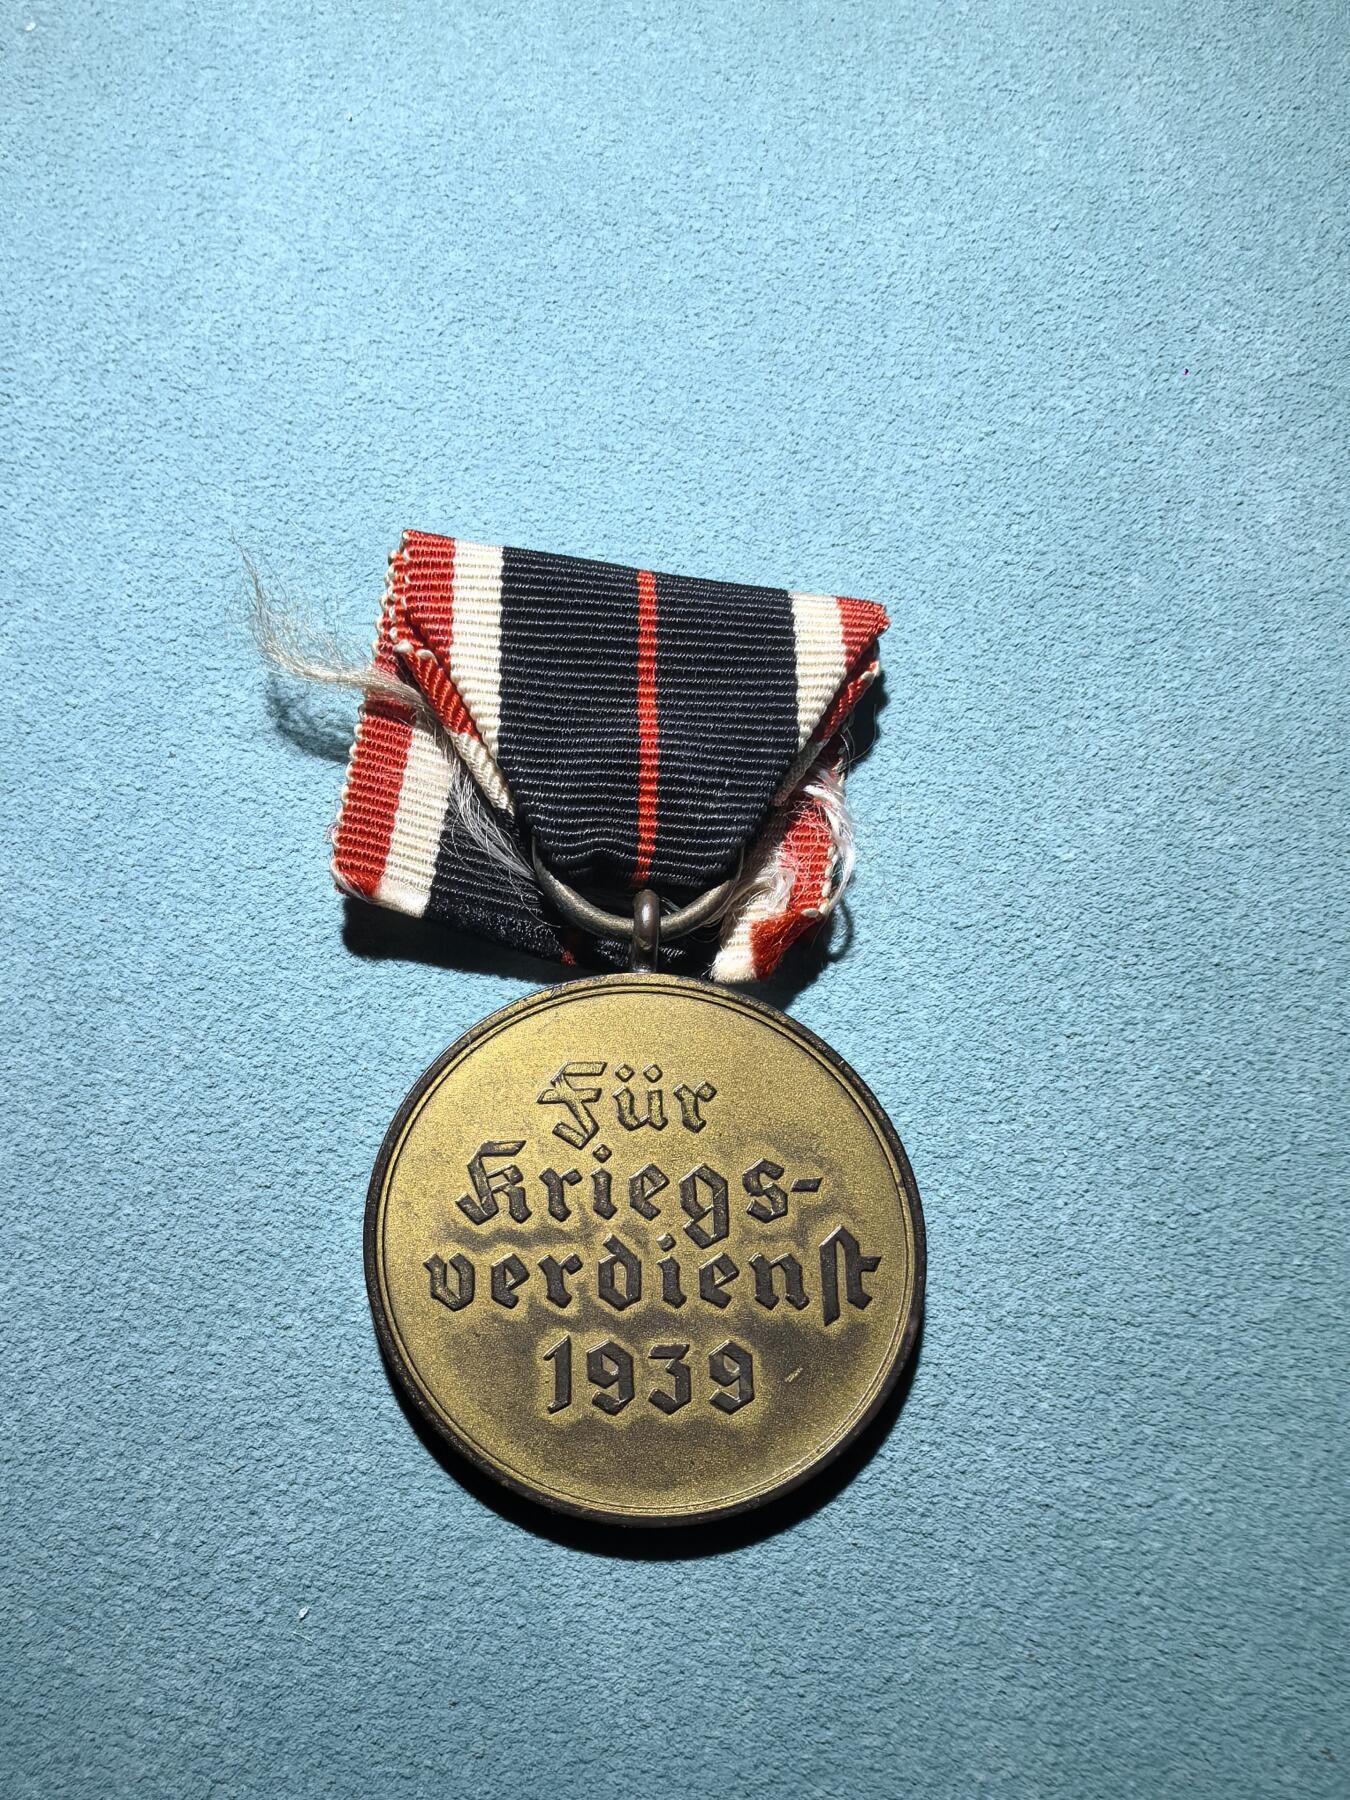 Für
Kriegs-
verdienst
1939